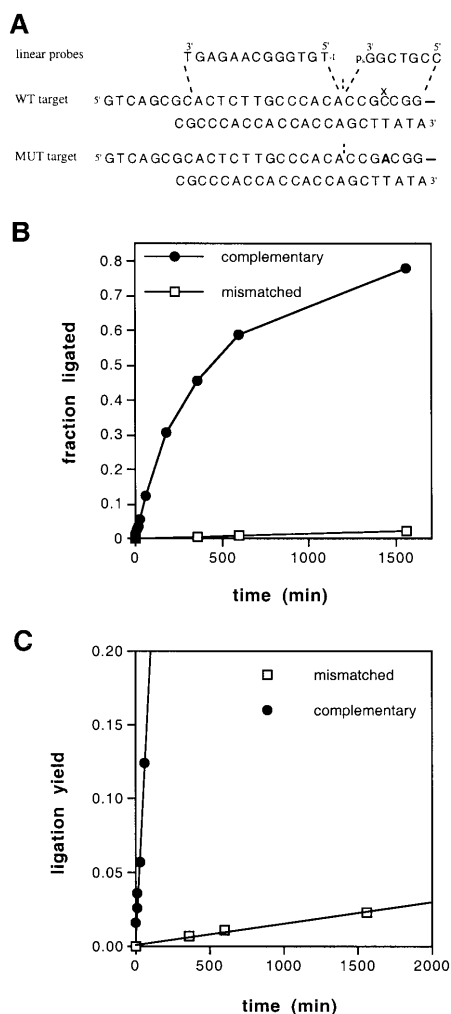 A
linear probes 3' TGAGAACGGGTGT 5' -I p. 3' GGCTGCC 5'
X
WT target 5' GTCAGCGCACTCTTGCCCACACCGCCGG
CGCCCACCACCACCAGCTTATA 3'
MUT target 5' GTCAGCGCACTCTTGCCCACACCGACGG
CGCCCACCACCACCAGCTTATA 3'
B
complementary
mismatched
fraction ligated
0.8
0.7
0.6
0.5
0.4
0.3
0.2
0.1
0
0 500 1000 1500
time (min)
C
mismatched
complementary
ligation yield
0.20
0.15
0.10
0.05
0.00
0 500 1000 1500 2000
time (min)